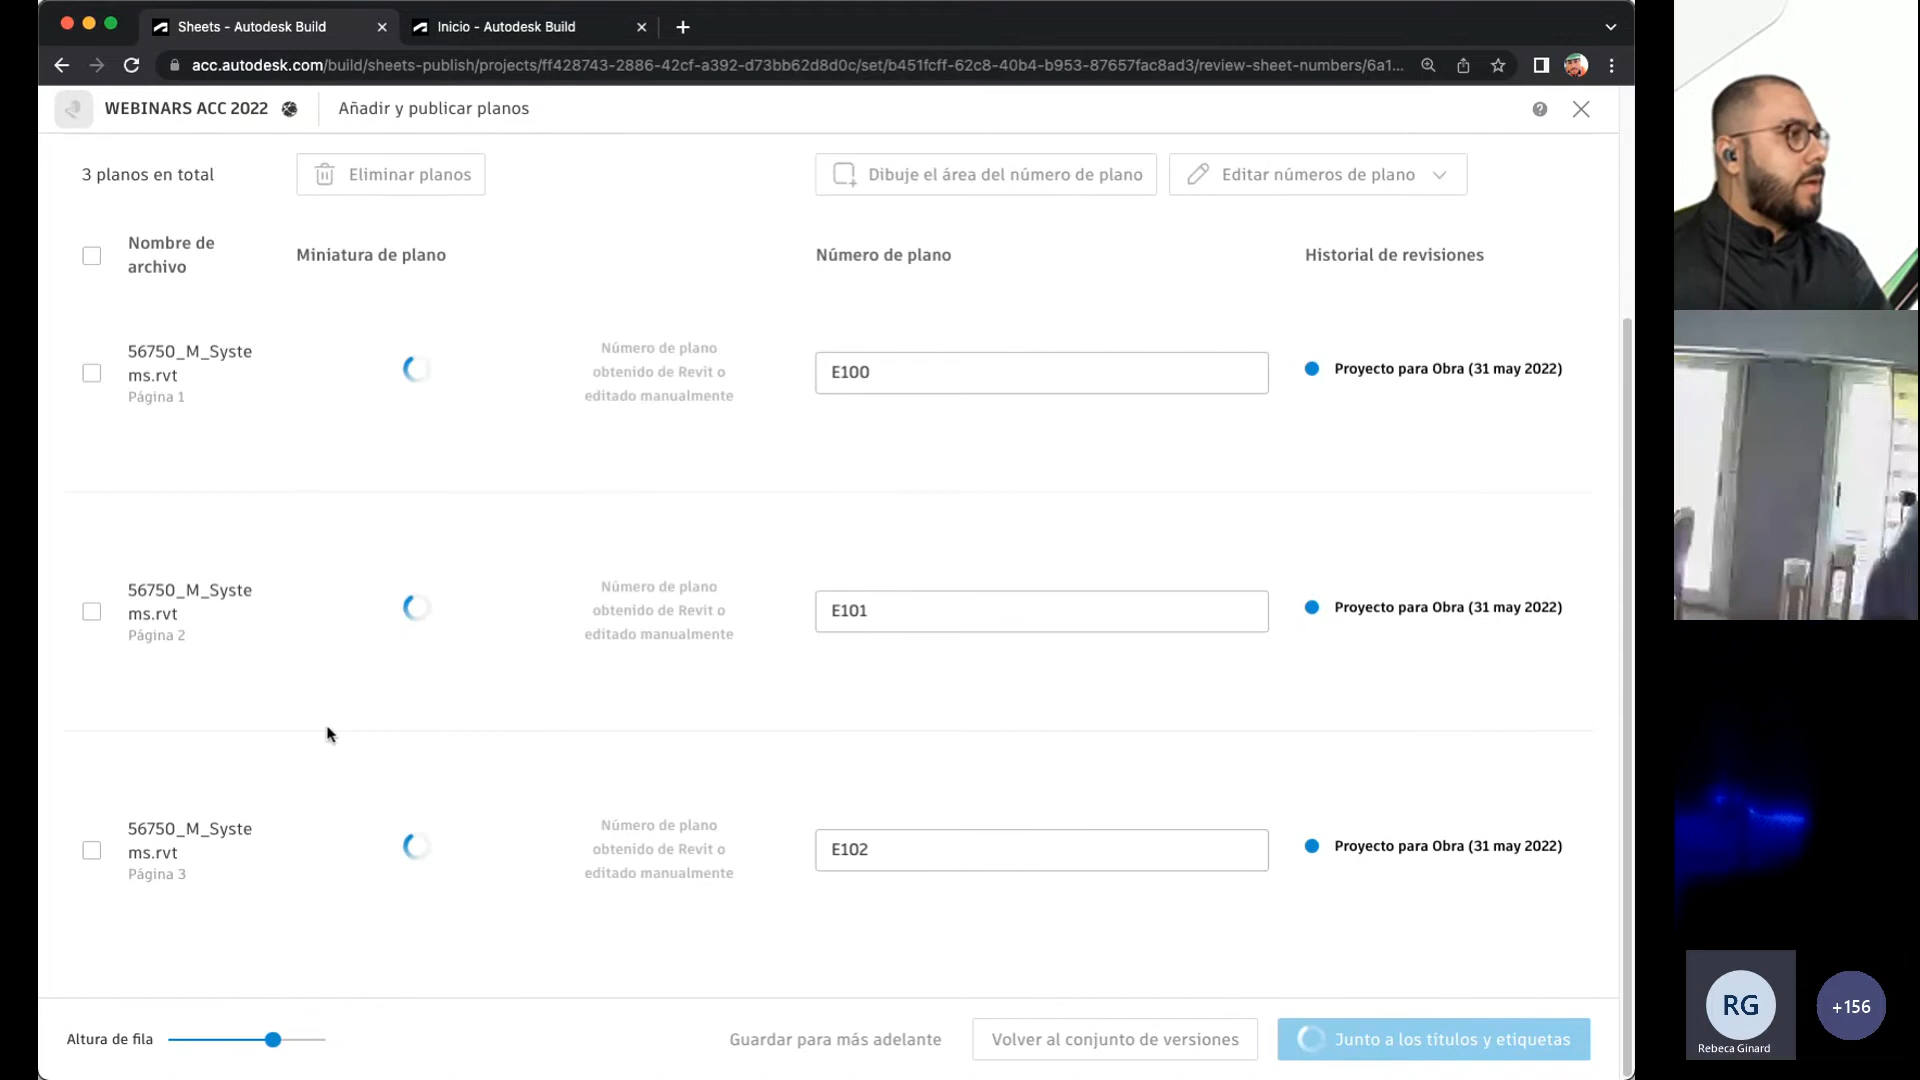 Sheets - Autodesk Build
Inicio - Autodesk Build
acc.autodesk.com/build/sheets-publish/projects/ff428743-2886-42cf-a392-d73bb62d8d0c/set/b451fcff-62c8-40b4-b953-87657fac8ad3/review-sheet-numbers/6a1...
WEBINARS ACC 2022
Añadir y publicar planos
3 planos en total
Eliminar planos
Dibuje el área del número de plano
Editar números de plano
Nombre de
archivo
Miniatura de plano
Número de plano
Historial de revisiones
56750_M_Syste
ms.rvt
Página 1
Número de plano
obtenido de Revit o
editado manualmente
E100
Proyecto para Obra (31 may 2022)
56750_M_Syste
ms.rvt
Página 2
Número de plano
obtenido de Revit o
editado manualmente
E101
Proyecto para Obra (31 may 2022)
56750_M_Syste
ms.rvt
Página 3
Número de plano
obtenido de Revit o
editado manualmente
E102
Proyecto para Obra (31 may 2022)
Altura de fila
Guardar para más adelante
Volver al conjunto de versiones
Junto a los títulos y etiquetas
RG
Rebeca Ginard
+156